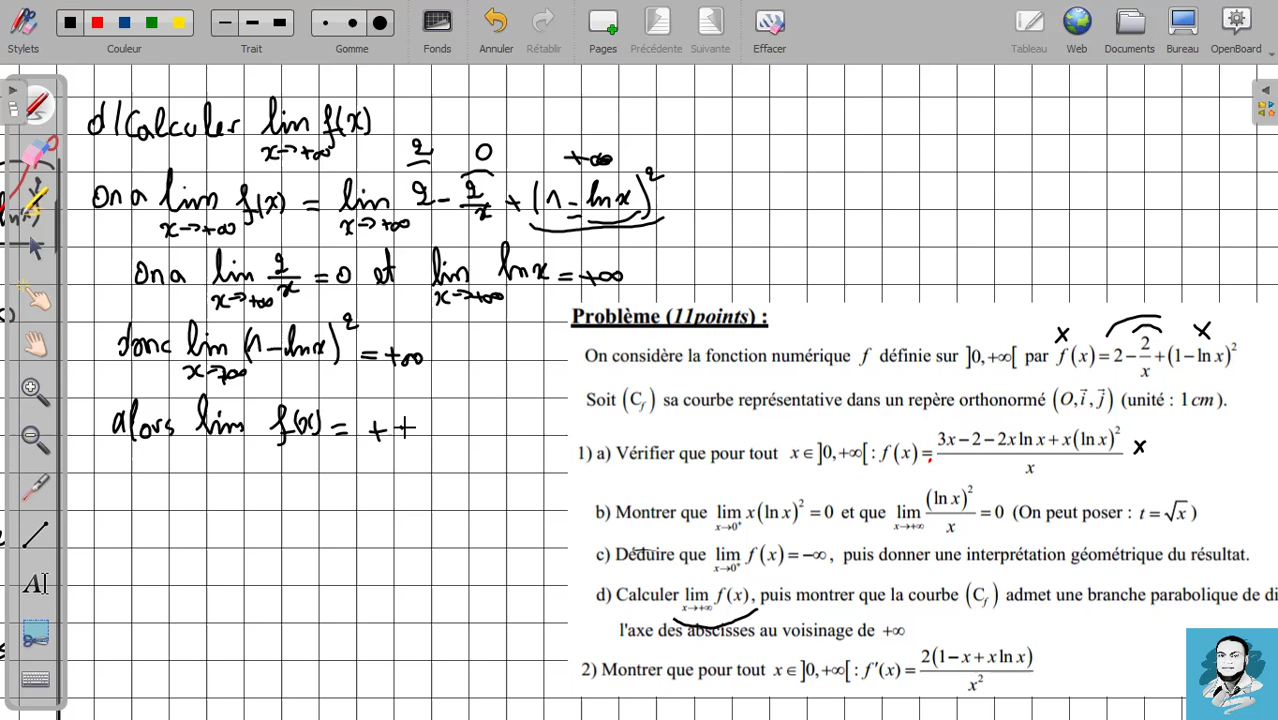 Stylets Couleur Trait Gomme Fonds Annuler Rétablir Pages Précédente Suivante Effacer Tableau Web Documents Bureau OpenBoard
d/ Calculer lim f(x)
x→+∞
2 0 +∞
On a lim f(x) = lim 2 - 2/x + (1 - ln x)²
x→+∞ x→+∞
On a lim 2/x = 0 et lim ln x = +∞
x→+∞ x→+∞
donc lim (1 - ln x)² = +∞
x→+∞
alors lim f(x) = + +
Problème (11points) :
On considère la fonction numérique f définie sur ]0,+∞[ par f(x) = 2 − 2/x + (1 − ln x)²
Soit (C_f) sa courbe représentative dans un repère orthonormé (O, i⃗, j⃗) (unité : 1 cm).
1) a) Vérifier que pour tout x ∈ ]0,+∞[ : f(x) = (3x − 2 − 2x ln x + x(ln x)²)/x
b) Montrer que lim x→0⁺ x(ln x)² = 0 et que lim x→+∞ (ln x)²/x = 0 (On peut poser : t = √x )
c) Déduire que lim x→0⁺ f(x) = −∞, puis donner une interprétation géométrique du résultat.
d) Calculer lim x→+∞ f(x), puis montrer que la courbe (C_f) admet une branche parabolique de di
l'axe des abscisses au voisinage de +∞
2) Montrer que pour tout x ∈ ]0,+∞[ : f′(x) = 2(1 − x + x ln x)/x²